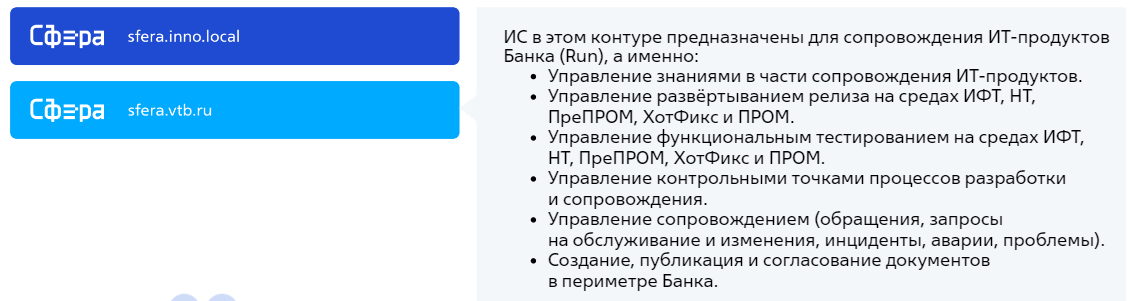 Сфера sfera.inno.local
Сфера sfera.vtb.ru
ИС в этом контуре предназначены для сопровождения ИТ-продуктов
Банка (Run), а именно:
• Управление знаниями в части сопровождения ИТ-продуктов.
• Управление развёртыванием релиза на средах ИФТ, НТ,
ПреПРОМ, ХотФикс и ПРОМ.
• Управление функциональным тестированием на средах ИФТ,
НТ, ПреПРОМ, ХотФикс и ПРОМ.
• Управление контрольными точками процессов разработки
и сопровождения.
• Управление сопровождением (обращения, запросы
на обслуживание и изменения, инциденты, аварии, проблемы).
• Создание, публикация и согласование документов
в периметре Банка.